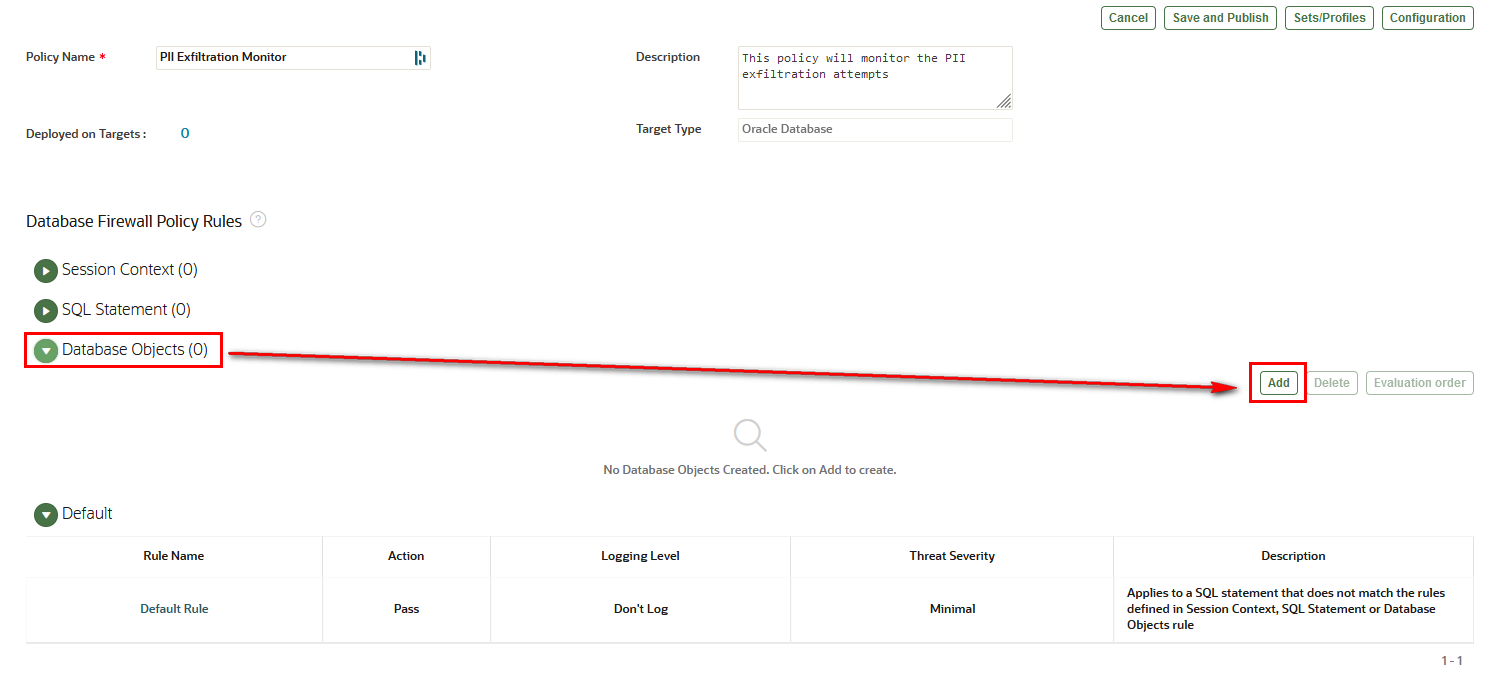 Cancel
Save and Publish
Sets/Profiles
Configuration
Policy Name *
PII Exfiltration Monitor
Description
This policy will monitor the PII
exfiltration attempts
Deployed on Targets :
0
Target Type
Oracle Database
Database Firewall Policy Rules ?
Session Context (0)
SQL Statement (0)
Database Objects (0)
Add
Delete
Evaluation order
No Database Objects Created. Click on Add to create.
Default
Rule Name
Action
Logging Level
Threat Severity
Description
Default Rule
Pass
Don't Log
Minimal
Applies to a SQL statement that does not match the rules
defined in Session Context, SQL Statement or Database
Objects rule
1 - 1